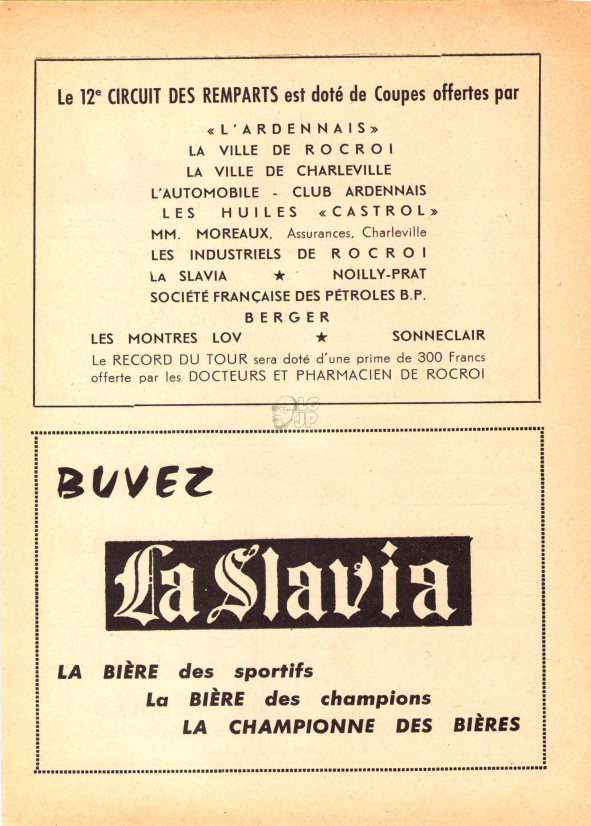 Le 12e CIRCUIT DES REMPARTS est doté de Coupes offertes par
« L'ARDENNAIS »
LA VILLE DE ROCROI
LA VILLE DE CHARLEVILLE
L'AUTOMOBILE - CLUB ARDENNAIS
LES HUILES « CASTROL »
MM. MOREAUX, Assurances, Charleville
LES INDUSTRIELS DE ROCROI
LA SLAVIA ★ NOILLY-PRAT
SOCIÉTÉ FRANÇAISE DES PÉTROLES B.P.
BERGER
LES MONTRES LOV ★ SONNECLAIR
Le RECORD DU TOUR sera doté d'une prime de 300 Francs
offerte par les DOCTEURS ET PHARMACIEN DE ROCROI
LG
JP
BUVEZ
La Slavia
LA BIÈRE des sportifs
La BIÈRE des champions
LA CHAMPIONNE DES BIÈRES